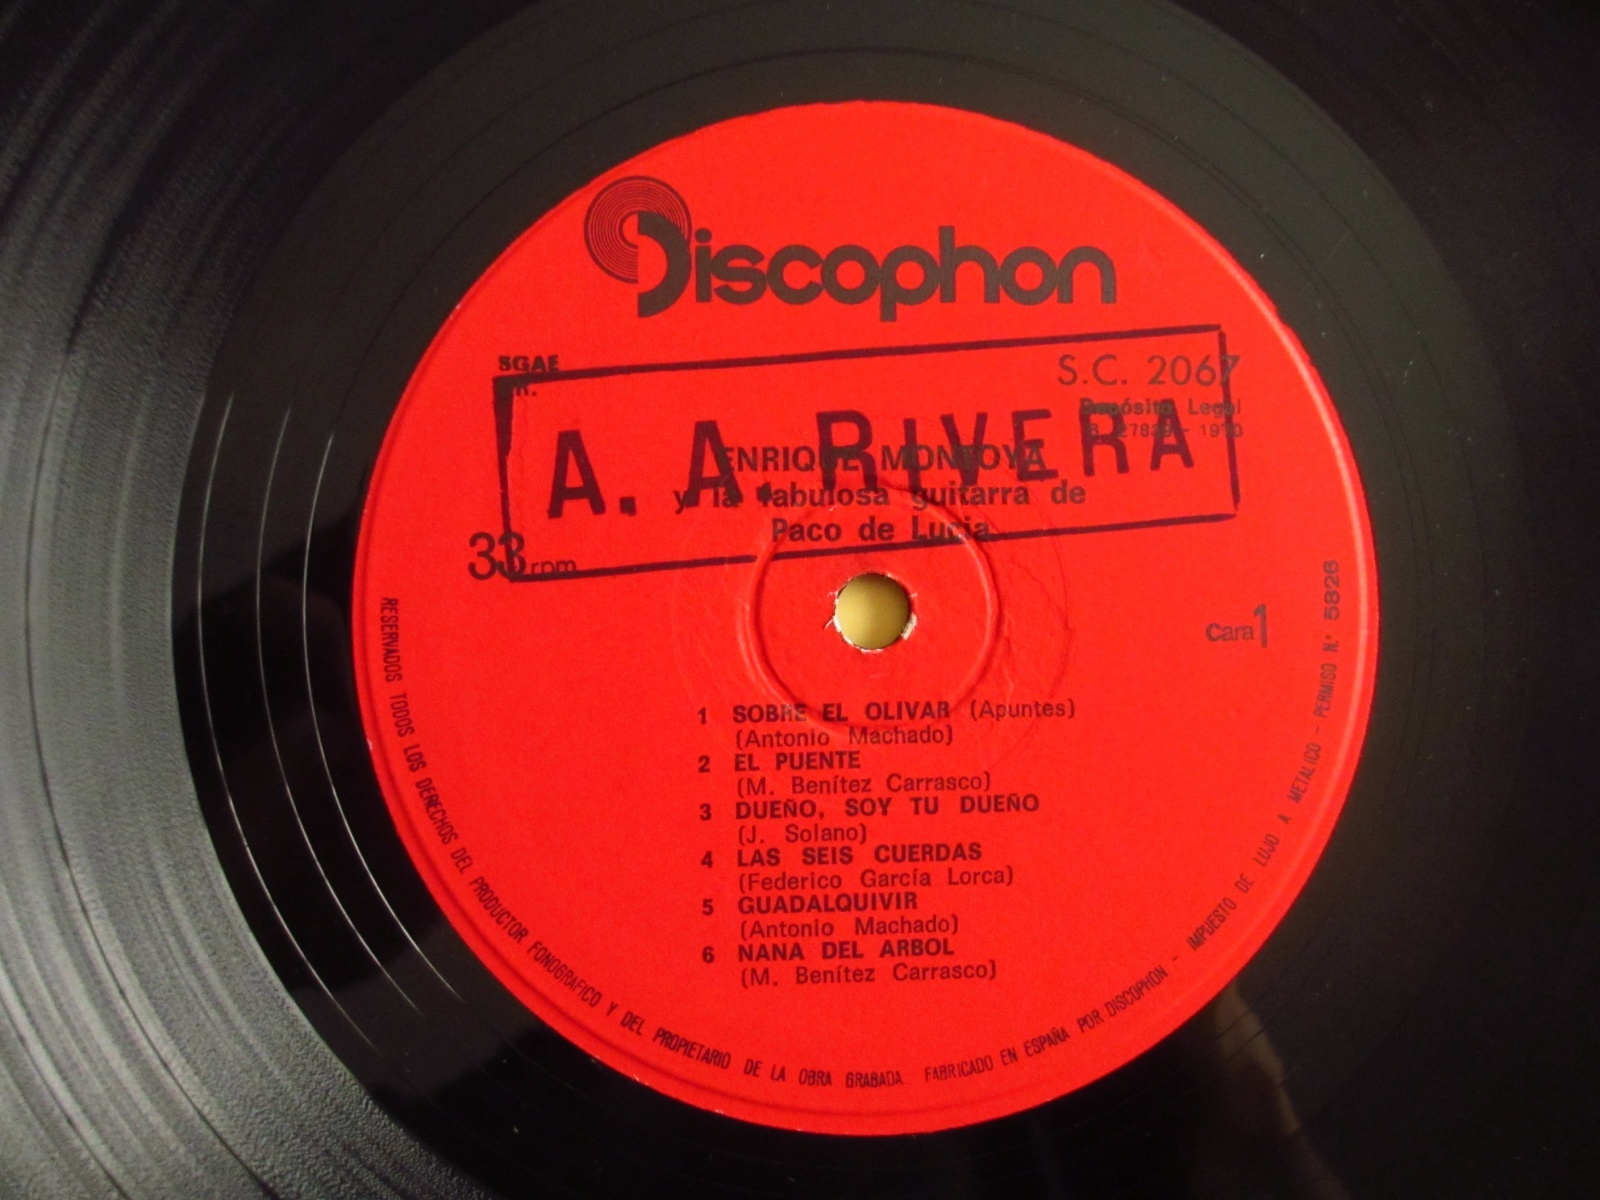 Discophon
SGAE
S.C. 2067
Depósito Legal
1970
A. A. RIVERA
ENRIQUE MONTOYA
y la fabulosa guitarra de
Paco de Lucia
33 rpm
Cara 1
1 SOBRE EL OLIVAR (Apuntes)
(Antonio Machado)
2 EL PUENTE
(M. Benítez Carrasco)
3 DUEÑO, SOY TU DUEÑO
(J. Solano)
4 LAS SEIS CUERDAS
(Federico García Lorca)
5 GUADALQUIVIR
(Antonio Machado)
6 NANA DEL ARBOL
(M. Benítez Carrasco)
RESERVADOS TODOS LOS DERECHOS DEL PRODUCTOR FONOGRAFICO Y DEL PROPIETARIO DE LA OBRA GRABADA. FABRICADO EN ESPAÑA POR DISCOPHON - IMPUESTO DE LUJO A METALICO - PERMISO N.° 5826